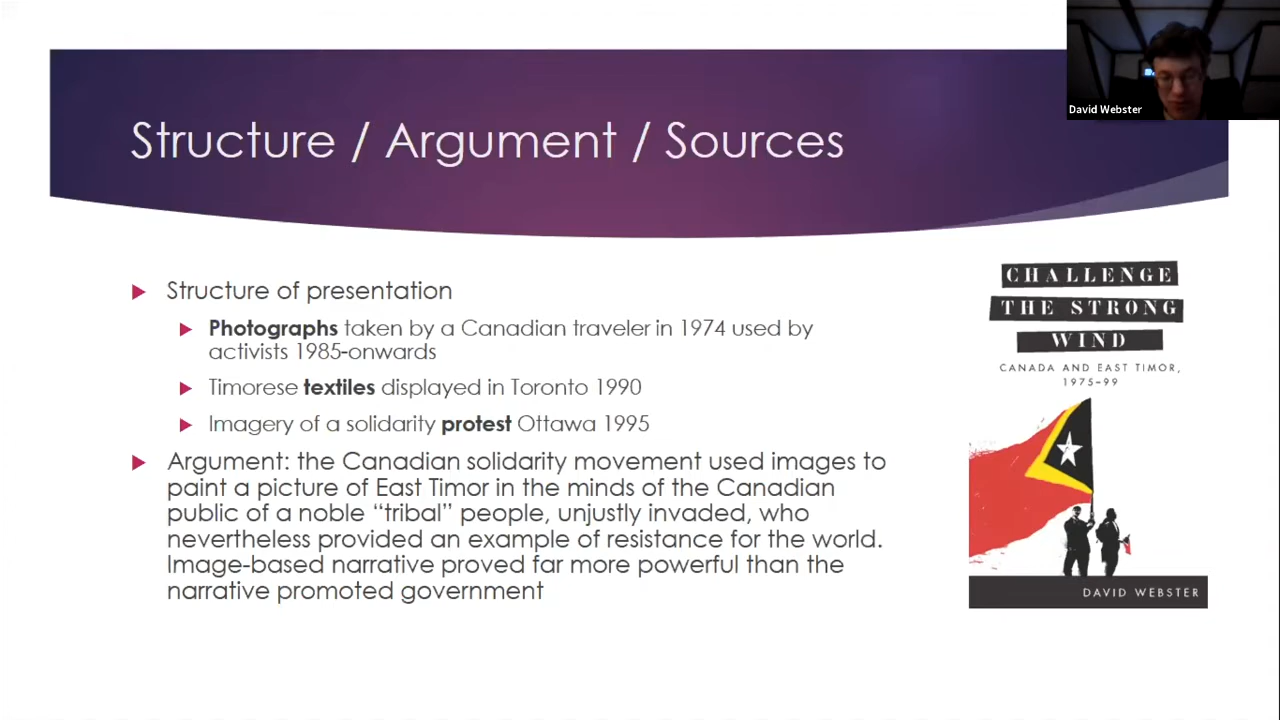 David Webster
Structure / Argument / Sources
Structure of presentation
Photographs taken by a Canadian traveler in 1974 used by
activists 1985-onwards
Timorese textiles displayed in Toronto 1990
Imagery of a solidarity protest Ottawa 1995
Argument: the Canadian solidarity movement used images to
paint a picture of East Timor in the minds of the Canadian
public of a noble “tribal” people, unjustly invaded, who
nevertheless provided an example of resistance for the world.
Image-based narrative proved far more powerful than the
narrative promoted government
CHALLENGE
THE STRONG
WIND
CANADA AND EAST TIMOR,
1975–99
DAVID WEBSTER